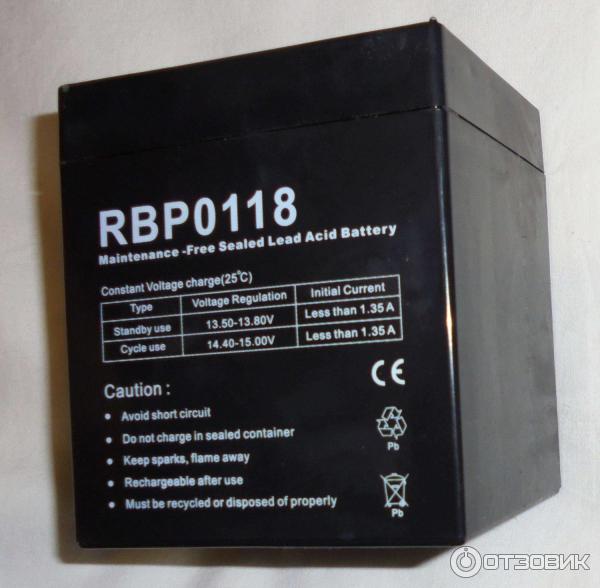 RBP0118
Maintenance -Free Sealed Lead Acid Battery
Constant Voltage charge(25℃)
Type Voltage Regulation Initial Current
Standby use 13.50-13.80V Less than 1.35 A
Cycle use 14.40-15.00V Less than 1.35 A
CE
Caution :
• Avoid short circuit
• Do not charge in sealed container
• Keep sparks, flame away
• Rechargeable after use
• Must be recycled or disposed of properly
Pb
Pb
ОТЗОВИК